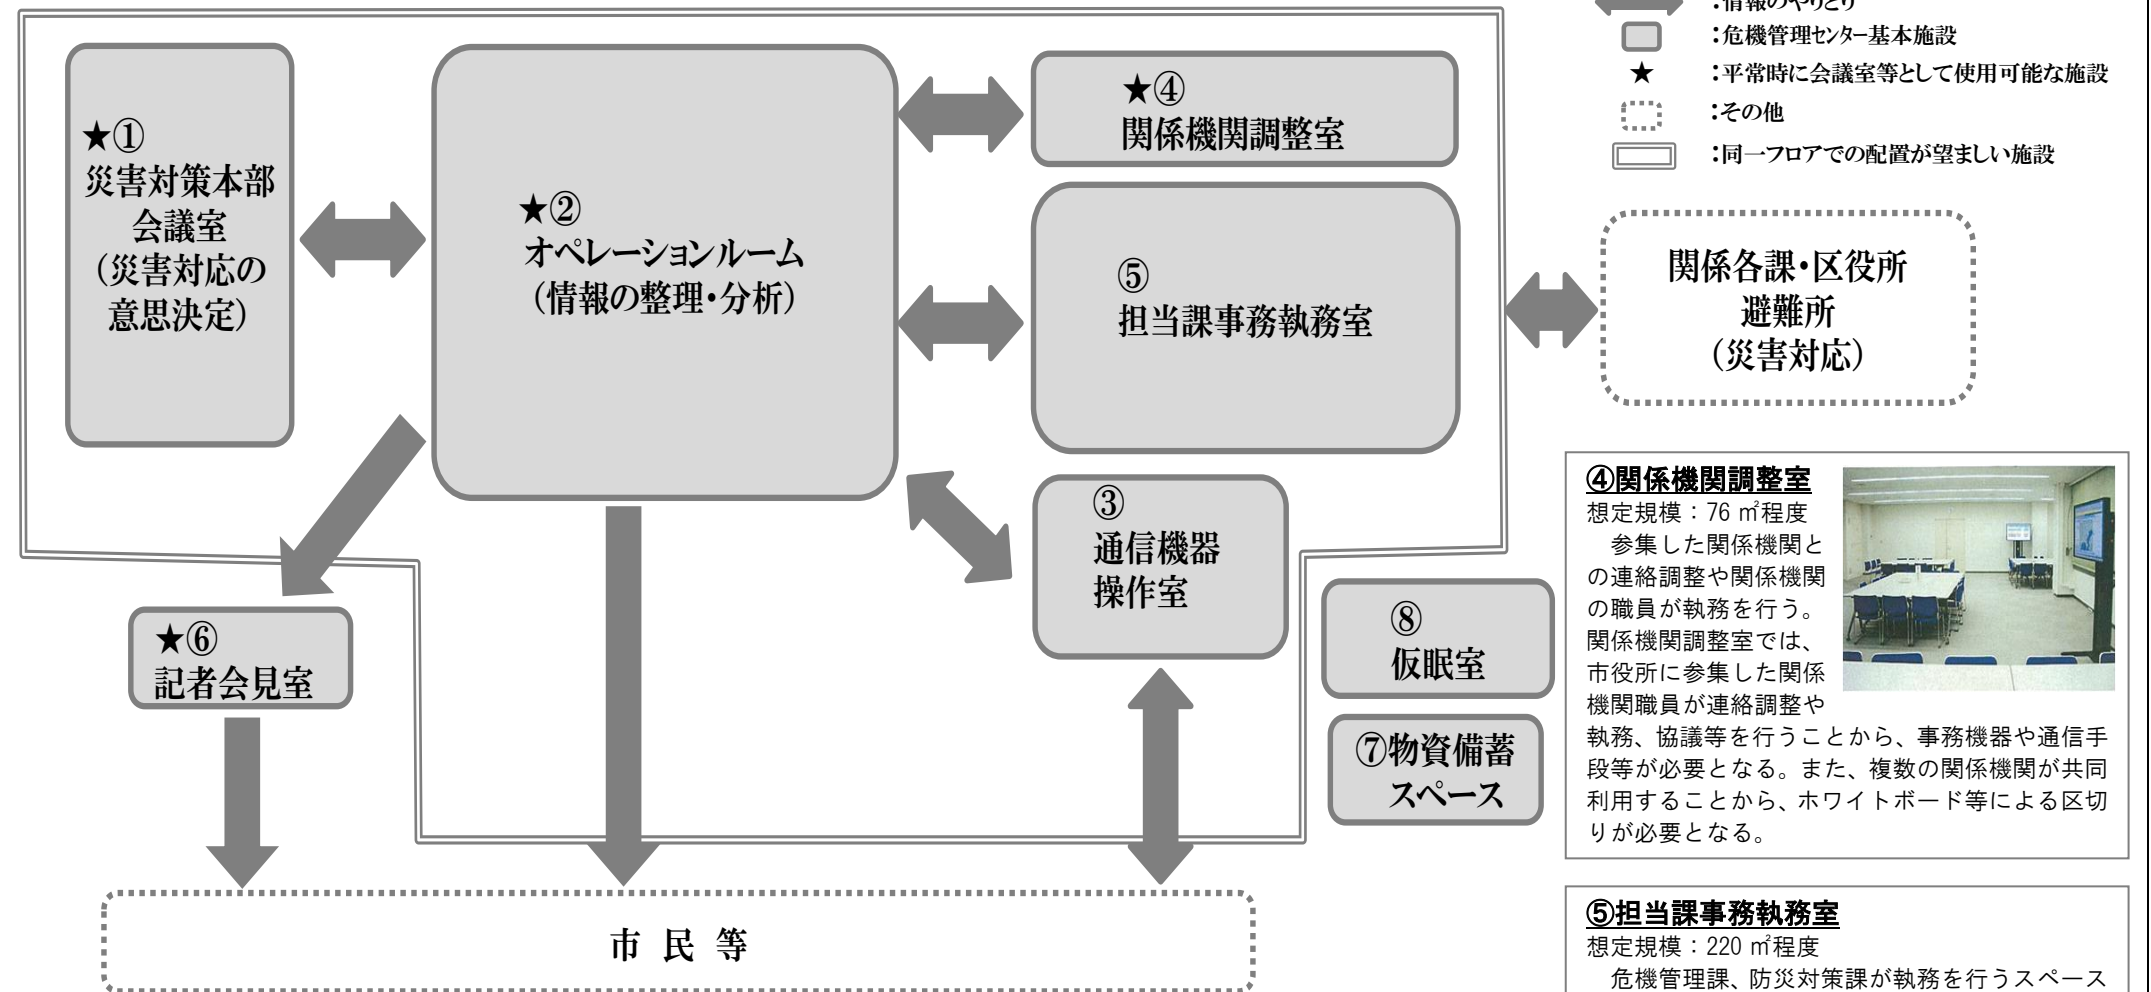 ：情報のやりとり
：危機管理センター基本施設
★ ：平常時に会議室等として使用可能な施設
：その他
：同一フロアでの配置が望ましい施設
★①
災害対策本部
会議室
（災害対応の
意思決定）
★②
オペレーションルーム
（情報の整理・分析）
★④
関係機関調整室
⑤
担当課事務執務室
関係各課・区役所
避難所
（災害対応）
③
通信機器
操作室
★⑥
記者会見室
⑧
仮眠室
⑦物資備蓄
スペース
市 民 等
④関係機関調整室
想定規模：76 ㎡程度
　参集した関係機関と
の連絡調整や関係機関
の職員が執務を行う。
関係機関調整室では、
市役所に参集した関係
機関職員が連絡調整や
執務、協議等を行うことから、事務機器や通信手
段等が必要となる。また、複数の関係機関が共同
利用することから、ホワイトボード等による区切
りが必要となる。
⑤担当課事務執務室
想定規模：220 ㎡程度
　危機管理課、防災対策課が執務を行うスペース